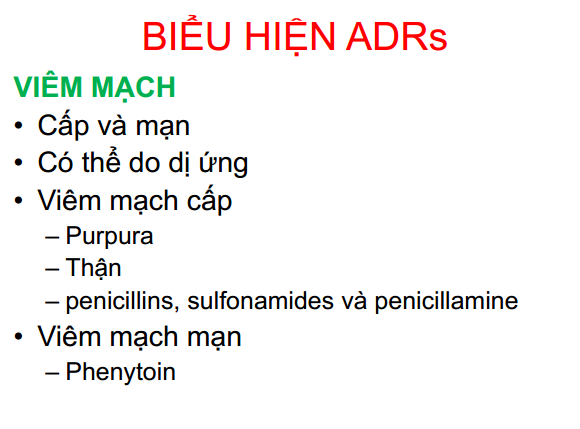 BIỂU HIỆN ADRs
VIÊM MẠCH
• Cấp và mạn
• Có thể do dị ứng
• Viêm mạch cấp
– Purpura
– Thận
– penicillins, sulfonamides và penicillamine
• Viêm mạch mạn
– Phenytoin